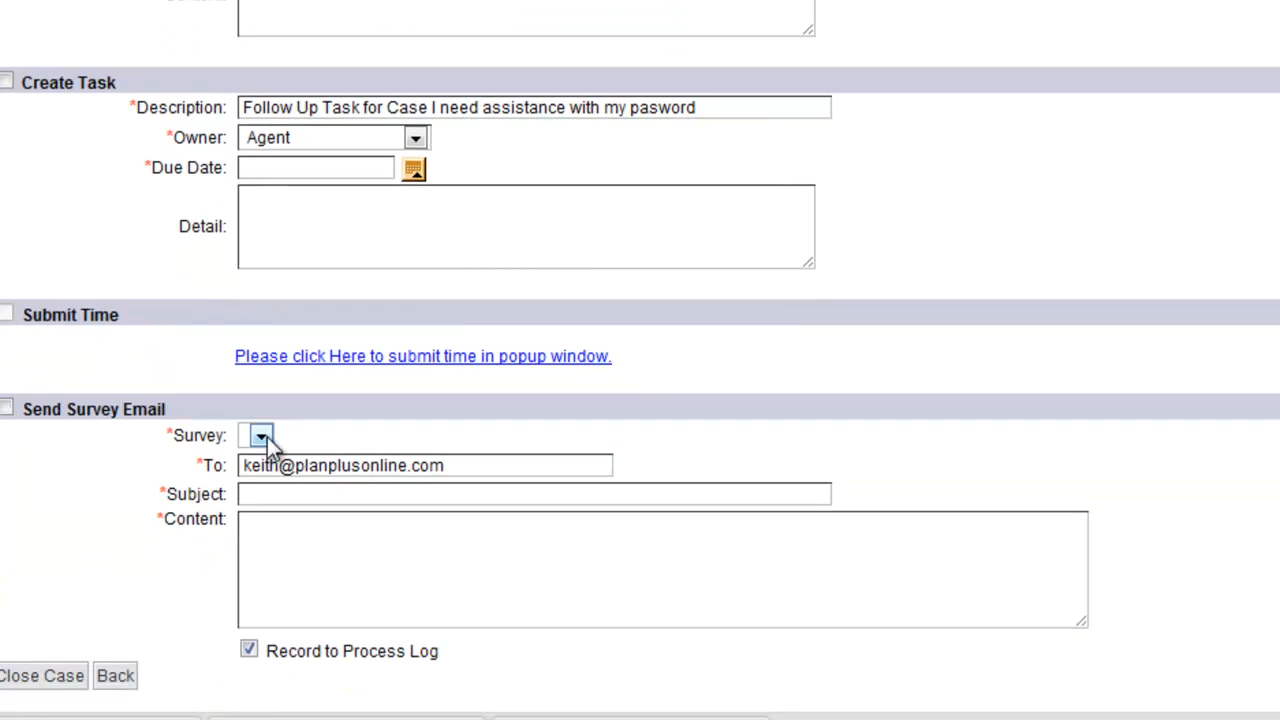 Create Task
*Description: Follow Up Task for Case I need assistance with my pasword
*Owner: Agent
*Due Date:
Detail:
Submit Time
Please click Here to submit time in popup window.
Send Survey Email
*Survey:
*To: keith@planplusonline.com
*Subject:
*Content:
Record to Process Log
Close Case Back